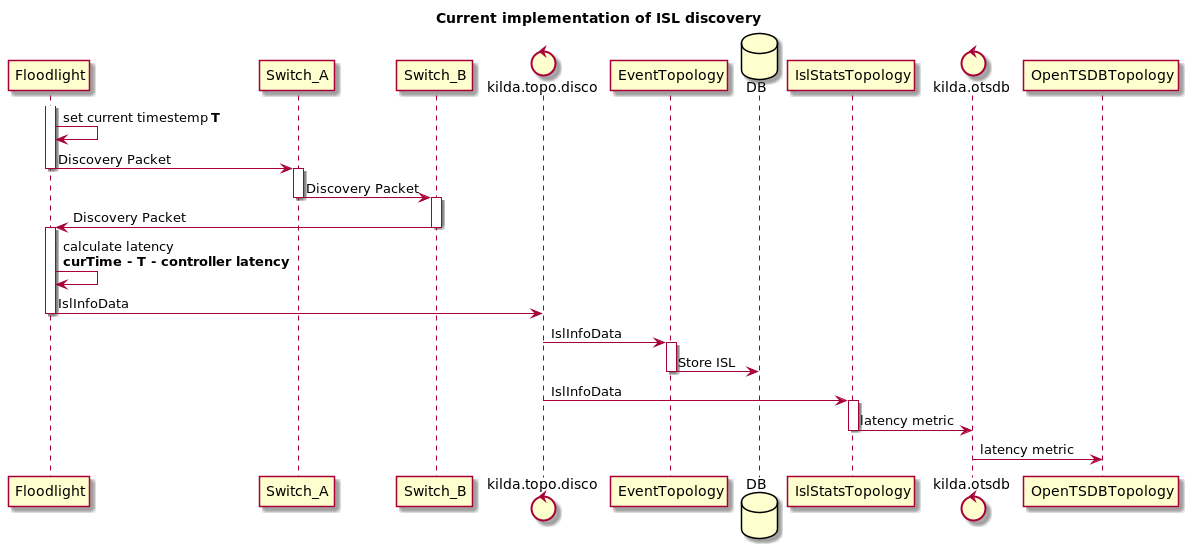 Current implementation of ISL discovery
Floodlight
Switch_A
Switch_B
kilda.topo.disco
EventTopology
DB
IslStatsTopology
kilda.otsdb
OpenTSDBTopology
set current timestemp T
Discovery Packet
Discovery Packet
Discovery Packet
calculate latency
curTime - T - controller latency
IslInfoData
IslInfoData
Store ISL
IslInfoData
latency metric
latency metric
Floodlight
Switch_A
Switch_B
kilda.topo.disco
EventTopology
DB
IslStatsTopology
kilda.otsdb
OpenTSDBTopology